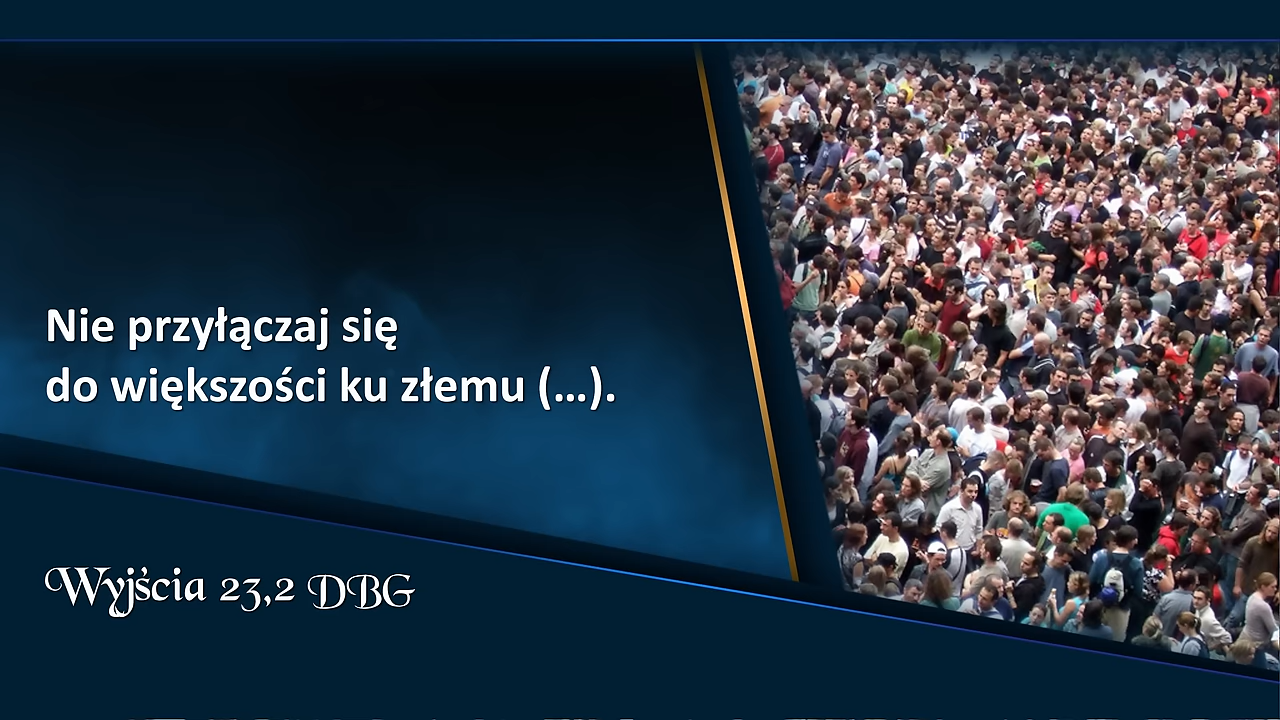 Nie przyłączaj się
do większości ku złemu (...).
Wyjścia 23,2 DBG